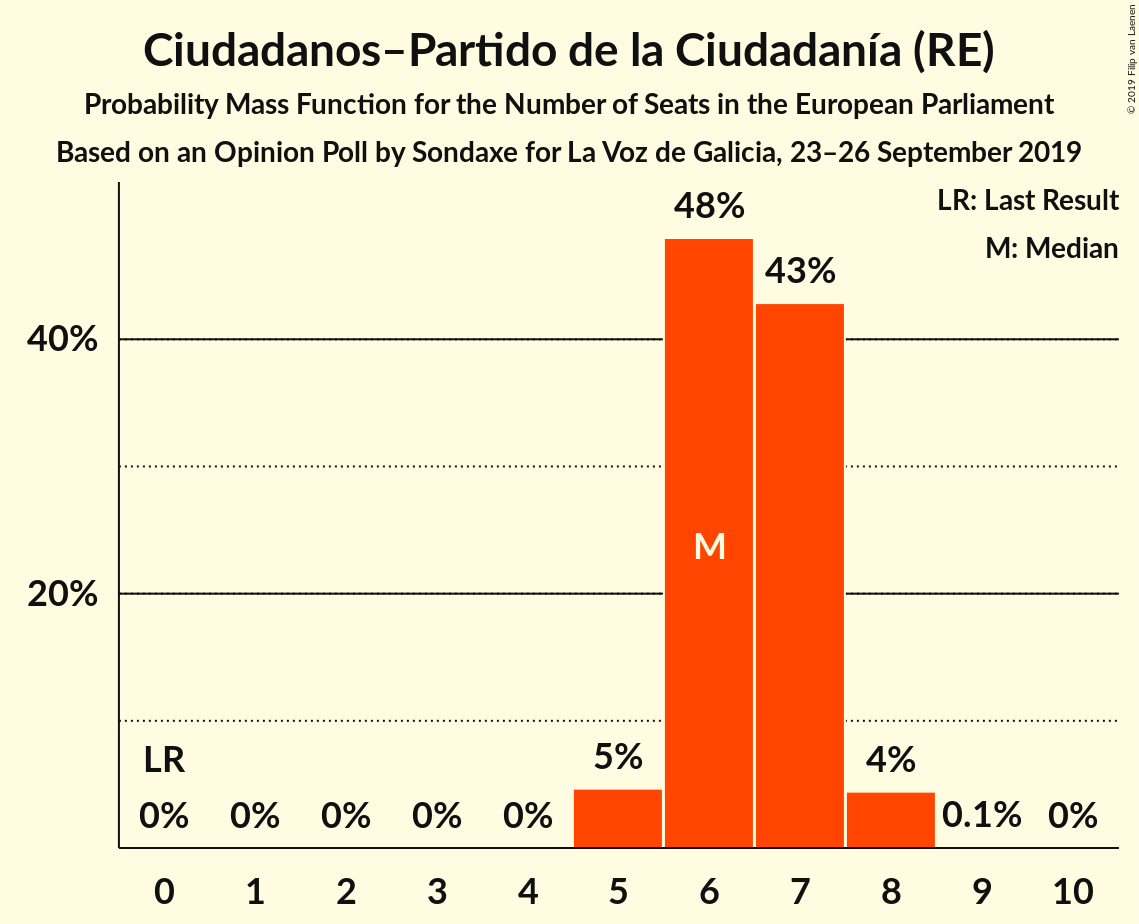 Ciudadanos–Partido de la Ciudadanía (RE)
Probability Mass Function for the Number of Seats in the European Parliament
Based on an Opinion Poll by Sondaxe for La Voz de Galicia, 23–26 September 2019
© 2019 Filip van Laenen
LR: Last Result
M: Median
48%
43%
40%
M
20%
LR
5%
4%
0% 0% 0% 0% 0% 0.1% 0%
0 1 2 3 4 5 6 7 8 9 10